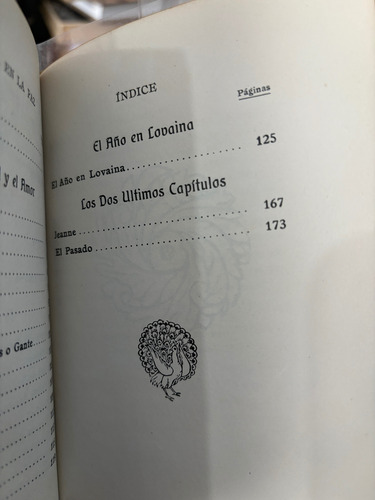 EN LA PAZ
y el Amor
s o Gante
ÍNDICE
Páginas
El Año en Lovaina
El Año en Lovaina 125
Los Dos Ultimos Capítulos
Jeanne 167
El Pasado 173